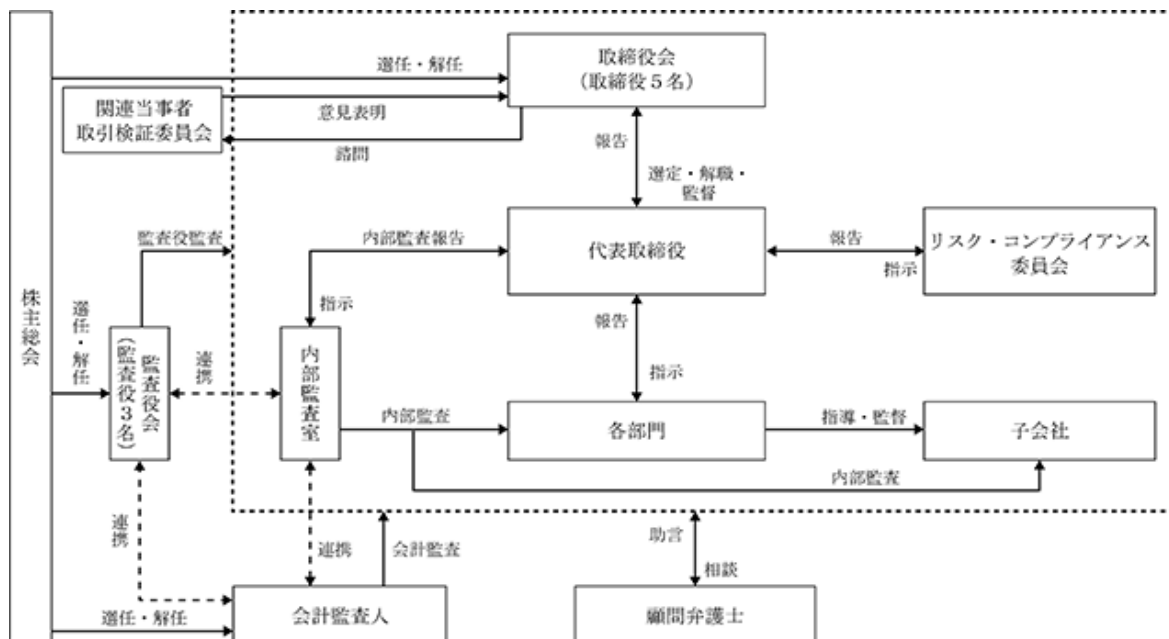 株主総会
選任・解任
取締役会
（取締役５名）
関連当事者
取引検証委員会
意見表明
諮問
報告
選定・解職・
監督
監査役監査
内部監査報告
代表取締役
報告
指示
リスク・コンプライアンス
委員会
選任・解任
指示
報告
監査役会
（監査役３名）
連携
内部監査室
指示
内部監査
各部門
指導・監督
子会社
内部監査
連携
連携
会計監査
助言
相談
選任・解任
会計監査人
顧問弁護士